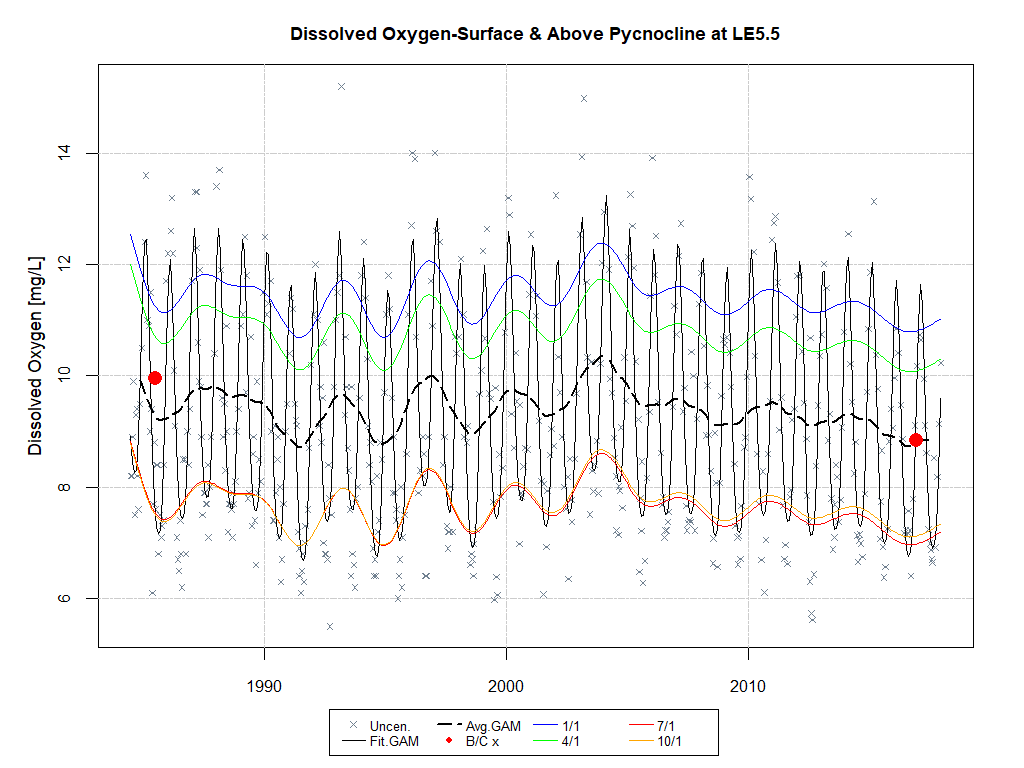 Dissolved Oxygen-Surface & Above Pycnocline at LE5.5
Dissolved Oxygen [mg/L]
14
12
10
8
6
1990 2000 2010
Uncen. Avg.GAM 1/1 7/1
Fit.GAM B/C x 4/1 10/1